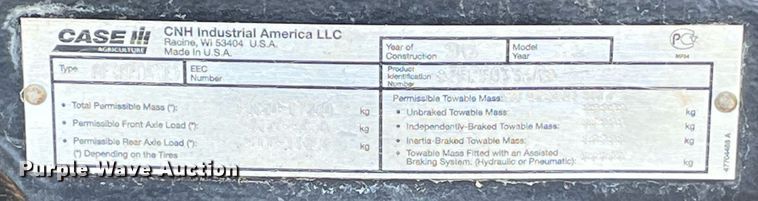 CASE IH
AGRICULTURE
CNH Industrial America LLC
Racine, WI 53404 U.S.A.
Made in U.S.A.
Year of
Construction
Model
Year
Type
EEC
Number
Product
Identification
Number
• Total Permissible Mass (*): kg
• Permissible Front Axle Load (*): kg
• Permissible Rear Axle Load (*): kg
(*) Depending on the Tires
Permissible Towable Mass:
• Unbraked Towable Mass: kg
• Independently-Braked Towable Mass: kg
• Inertia-Braked Towable Mass: kg
• Towable Mass Fitted with an Assisted
Braking System: (Hydraulic or Pneumatic): kg
Purple Wave Auction